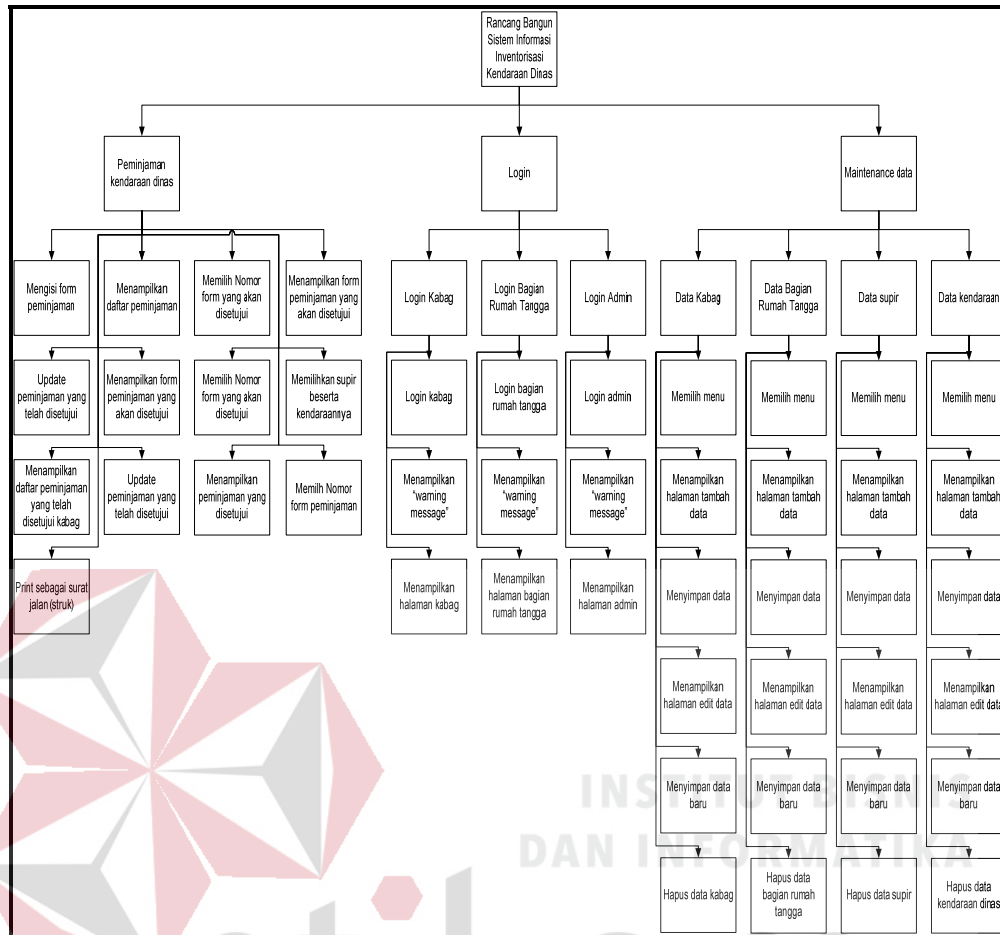 Rancang Bangun
Sistem Informasi
Inventorisasi
Kendaraan Dinas
Peminjaman
kendaraan dinas
Login
Maintenance data
Mengisi form
peminjaman
Menampilkan
daftar peminjaman
Memilih Nomor
form yang akan
disetujui
Menampilkan form
peminjaman yang
akan disetujui
Login Kabag
Login Bagian
Rumah Tangga
Login Admin
Data Kabag
Data Bagian
Rumah Tangga
Data supir
Data kendaraan
Update
peminjaman yang
telah disetujui
Menampilkan form
peminjaman yang
akan disetujui
Memilih Nomor
form yang akan
disetujui
Memilihkan supir
beserta
kendaraannya
Login kabag
Login bagian
rumah tangga
Login admin
Memilih menu
Memilih menu
Memilih menu
Memilih menu
Menampilkan
daftar peminjaman
yang telah
disetujui kabag
Update
peminjaman yang
telah disetujui
Menampilkan
peminjaman yang
disetujui
Memilh Nomor
form peminjaman
Menampilkan
"warning
message"
Menampilkan
"warning
message"
Menampilkan
"warning
message"
Menampilkan
halaman tambah
data
Menampilkan
halaman tambah
data
Menampilkan
halaman tambah
data
Menampilkan
halaman tambah
data
Print sebagai surat
jalan (struk)
Menampilkan
halaman kabag
Menampilkan
halaman bagian
rumah tangga
Menampilkan
halaman admin
Menyimpan data
Menyimpan data
Menyimpan data
Menyimpan data
Menampilkan
halaman edit data
Menampilkan
halaman edit data
Menampilkan
halaman edit data
Menampilkan
halaman edit data
Menyimpan data
baru
Menyimpan data
baru
Menyimpan data
baru
Menyimpan data
baru
Hapus data kabag
Hapus data
bagian rumah
tangga
Hapus data supir
Hapus data
kendaraan dinas
INSTITUT BISNIS
DAN INFORMATIKA